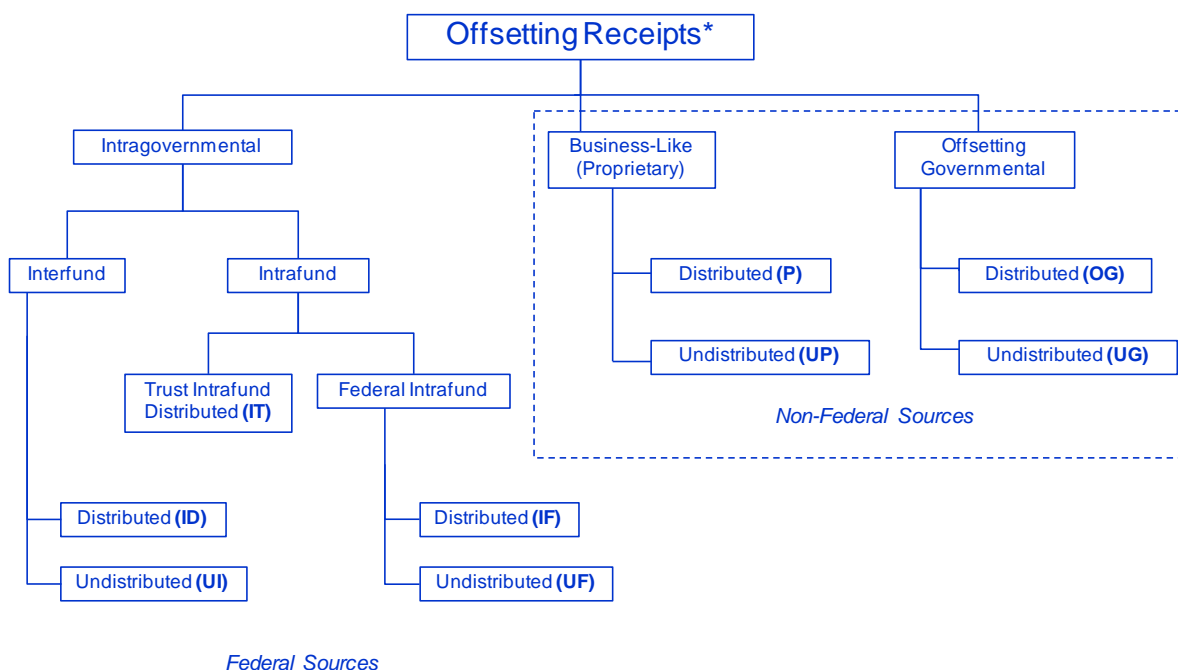 Offsetting Receipts*
Intragovernmental
Business-Like
(Proprietary)
Offsetting
Governmental
Interfund
Intrafund
Distributed (P)
Distributed (OG)
Undistributed (UP)
Undistributed (UG)
Trust Intrafund
Distributed (IT)
Federal Intrafund
Non-Federal Sources
Distributed (ID)
Distributed (IF)
Undistributed (UI)
Undistributed (UF)
Federal Sources